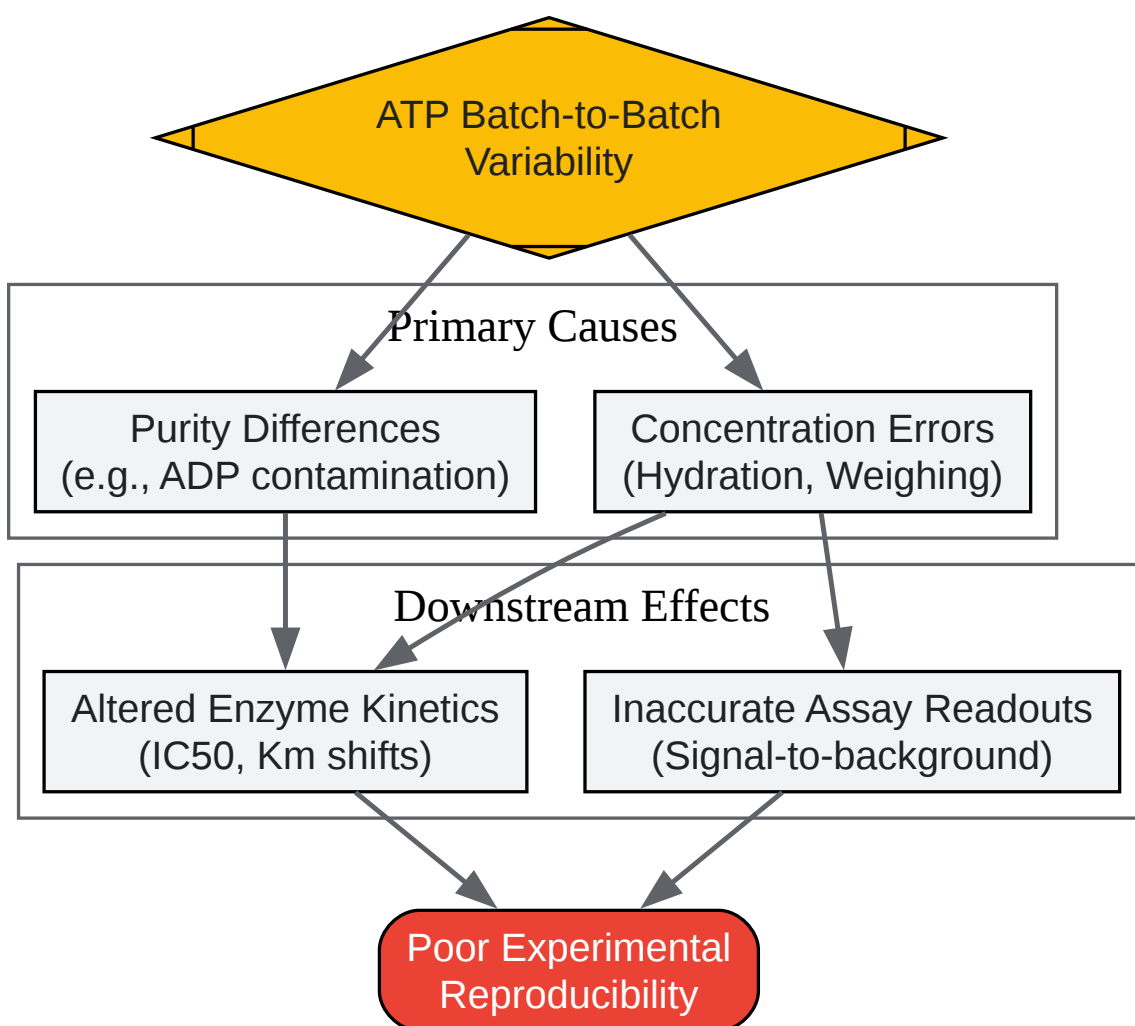 ATP Batch-to-Batch
Variability
Primary Causes
Purity Differences
(e.g., ADP contamination)
Concentration Errors
(Hydration, Weighing)
Downstream Effects
Altered Enzyme Kinetics
(IC50, Km shifts)
Inaccurate Assay Readouts
(Signal-to-background)
Poor Experimental
Reproducibility